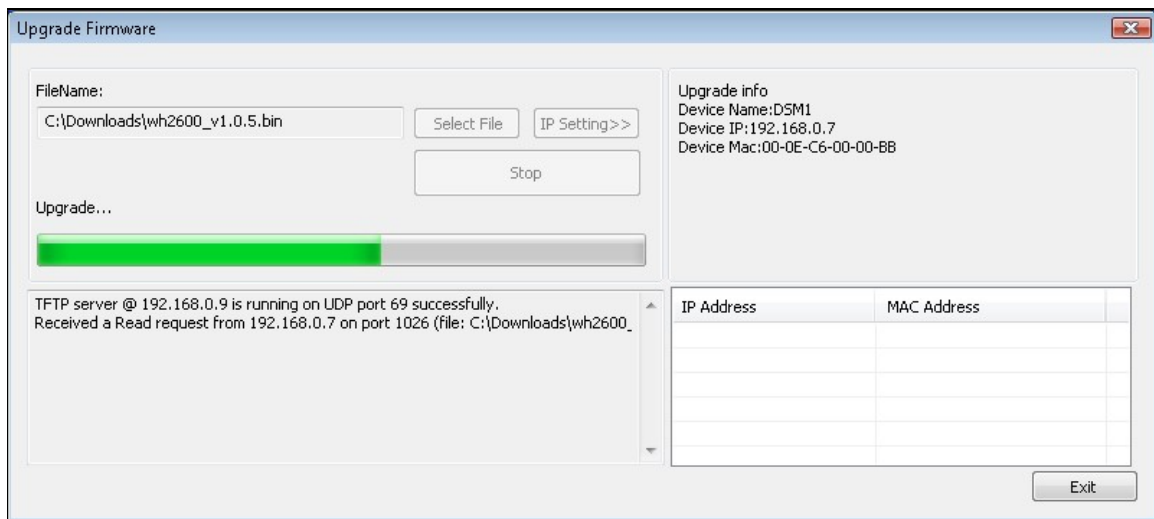 Upgrade Firmware
FileName:
C:\Downloads\wh2600_v1.0.5.bin
Select File
IP Setting>>
Stop
Upgrade...
Upgrade info
Device Name:DSM1
Device IP:192.168.0.7
Device Mac:00-0E-C6-00-00-BB
TFTP server @ 192.168.0.9 is running on UDP port 69 successfully.
Received a Read request from 192.168.0.7 on port 1026 (file: C:\Downloads\wh2600_
IP Address MAC Address
Exit